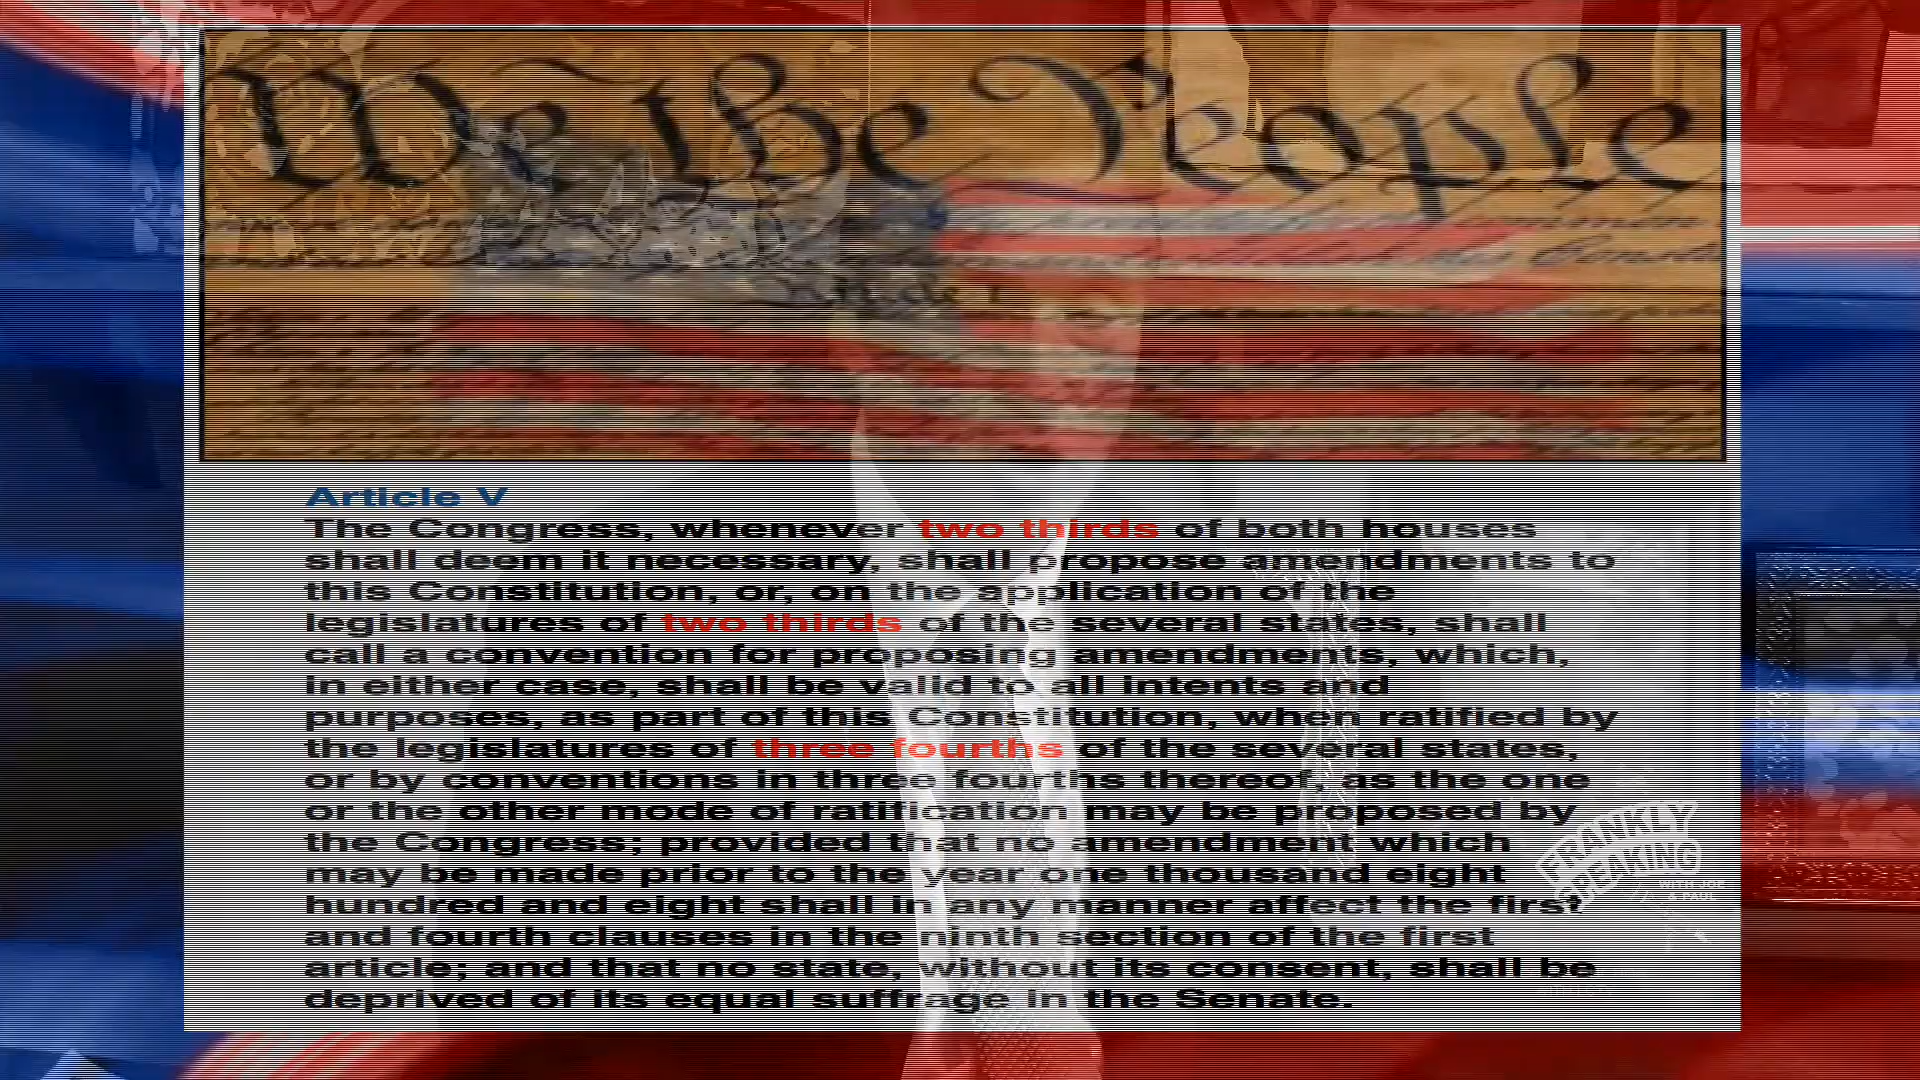 We the People
Article V
The Congress, whenever two thirds of both houses
shall deem it necessary, shall propose amendments to
this Constitution, or, on the application of the
legislatures of two thirds of the several states, shall
call a convention for proposing amendments, which,
in either case, shall be valid to all intents and
purposes, as part of this Constitution, when ratified by
the legislatures of three fourths of the several states,
or by conventions in three fourths thereof, as the one
or the other mode of ratification may be proposed by
the Congress; provided that no amendment which
may be made prior to the year one thousand eight
hundred and eight shall in any manner affect the first
and fourth clauses in the ninth section of the first
article; and that no state, without its consent, shall be
deprived of its equal suffrage in the Senate.
FRANKLY
SPEAKING
WITH JOE
& PAUL